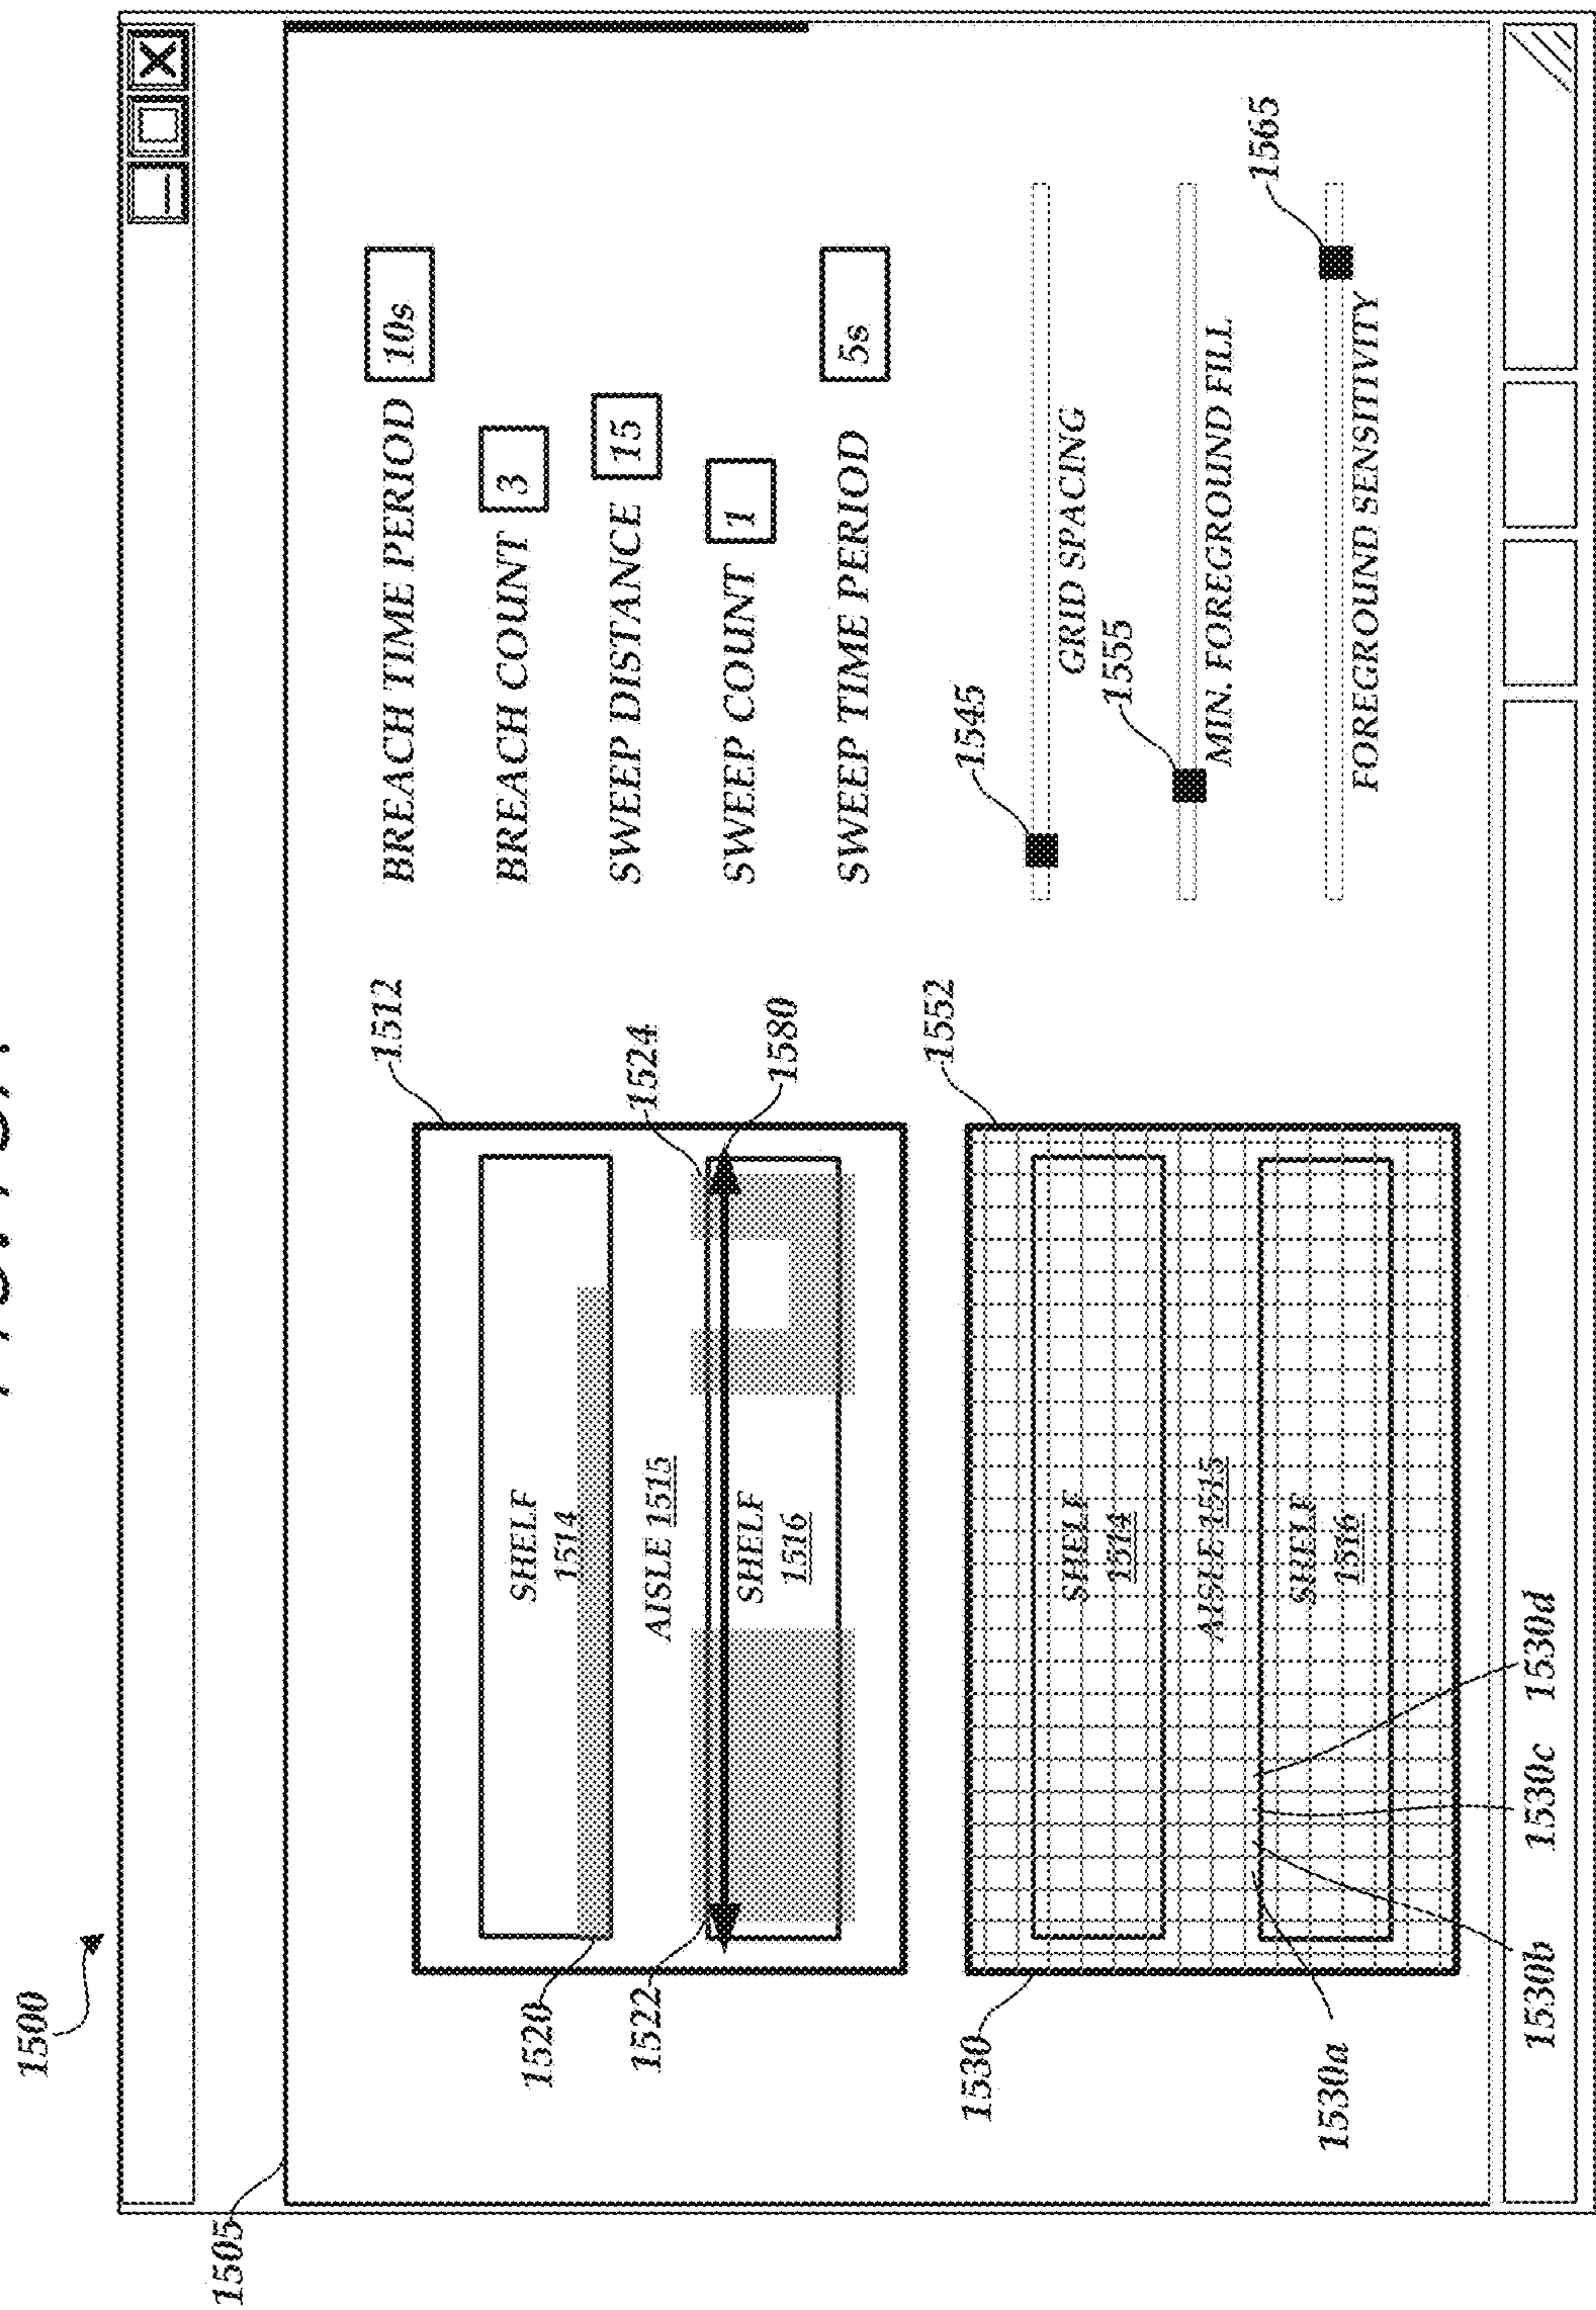 1500
1505
1512
SHELF
1514
AISLE 1515
SHELF
1516
1520
1522
1524
1580
BREACH TIME PERIOD 10s
BREACH COUNT 3
SWEEP DISTANCE 15
SWEEP COUNT 1
SWEEP TIME PERIOD 5s
1552
1530
SHELF
1514
AISLE 1515
SHELF
1516
1530a
1530b
1530c
1530d
1545
GRID SPACING
1555
MIN. FOREGROUND FILL
1565
FOREGROUND SENSITIVITY